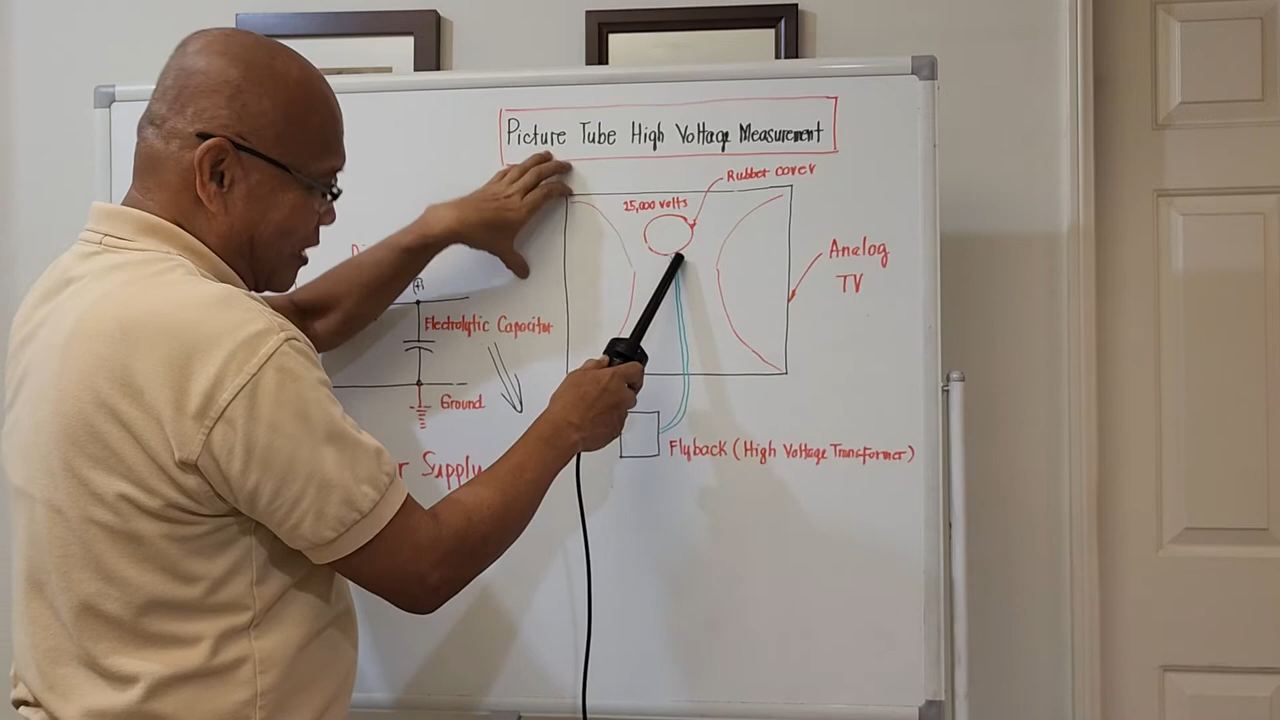 Picture Tube High Voltage Measurement
Rubber cover
25,000 volts
Analog
TV
(+)
Electrolytic Capacitor
Ground
Flyback (High Voltage Transformer)
Supply